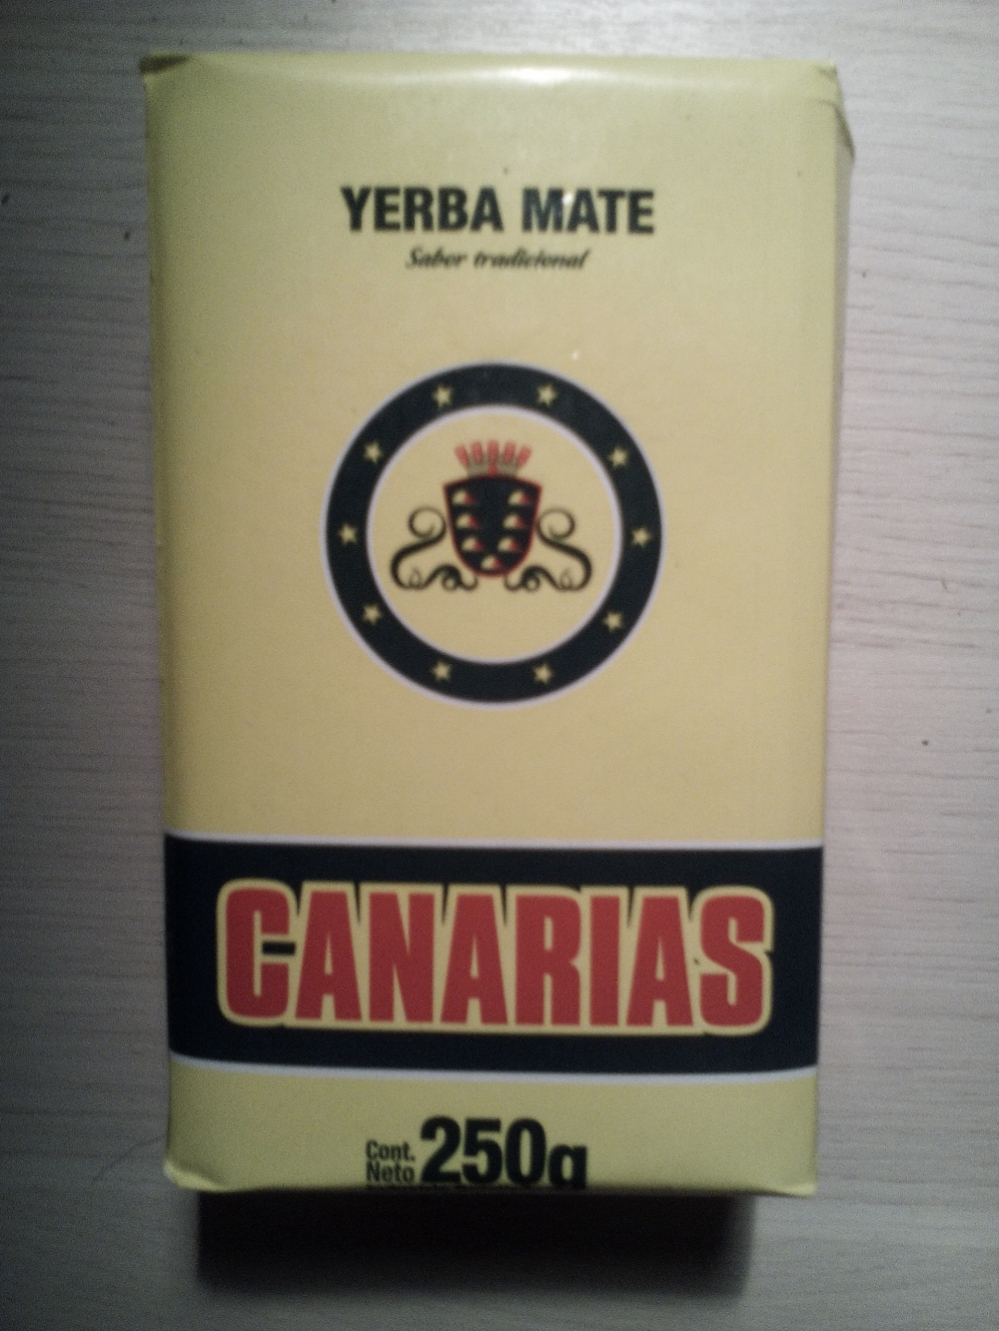 YERBA MATE
Sabor tradicional
CANARIAS
Cont.
Neto 250g